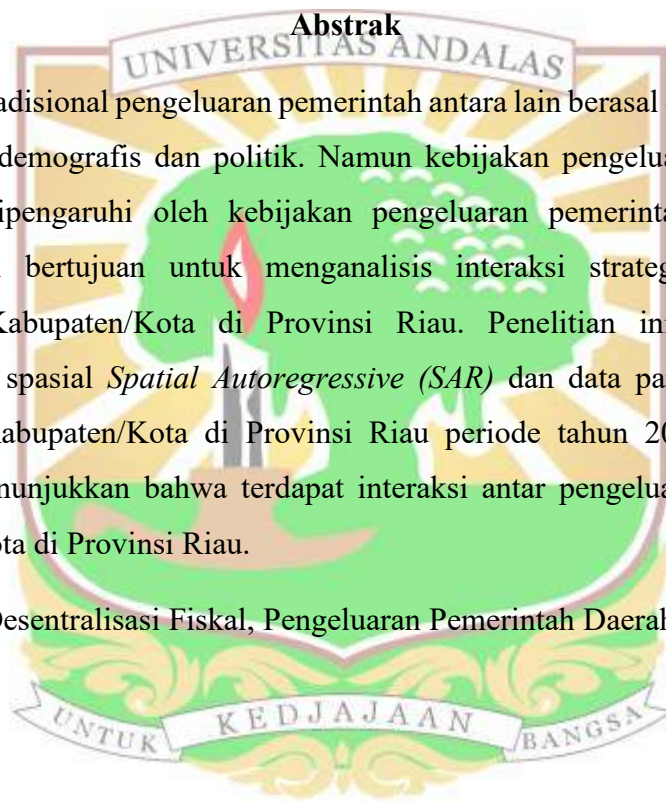 Abstrak
UNIVERSITAS ANDALAS
adisional pengeluaran pemerintah antara lain berasal
demografis dan politik. Namun kebijakan pengelua
ipengaruhi oleh kebijakan pengeluaran pemerinta
bertujuan untuk menganalisis interaksi strateg
Kabupaten/Kota di Provinsi Riau. Penelitian ini
spasial Spatial Autoregressive (SAR) dan data pa
Kabupaten/Kota di Provinsi Riau periode tahun 20
nunjukkan bahwa terdapat interaksi antar pengelua
ota di Provinsi Riau.
Desentralisasi Fiskal, Pengeluaran Pemerintah Daerah
UNTUK KEDJAJAAN BANGSA